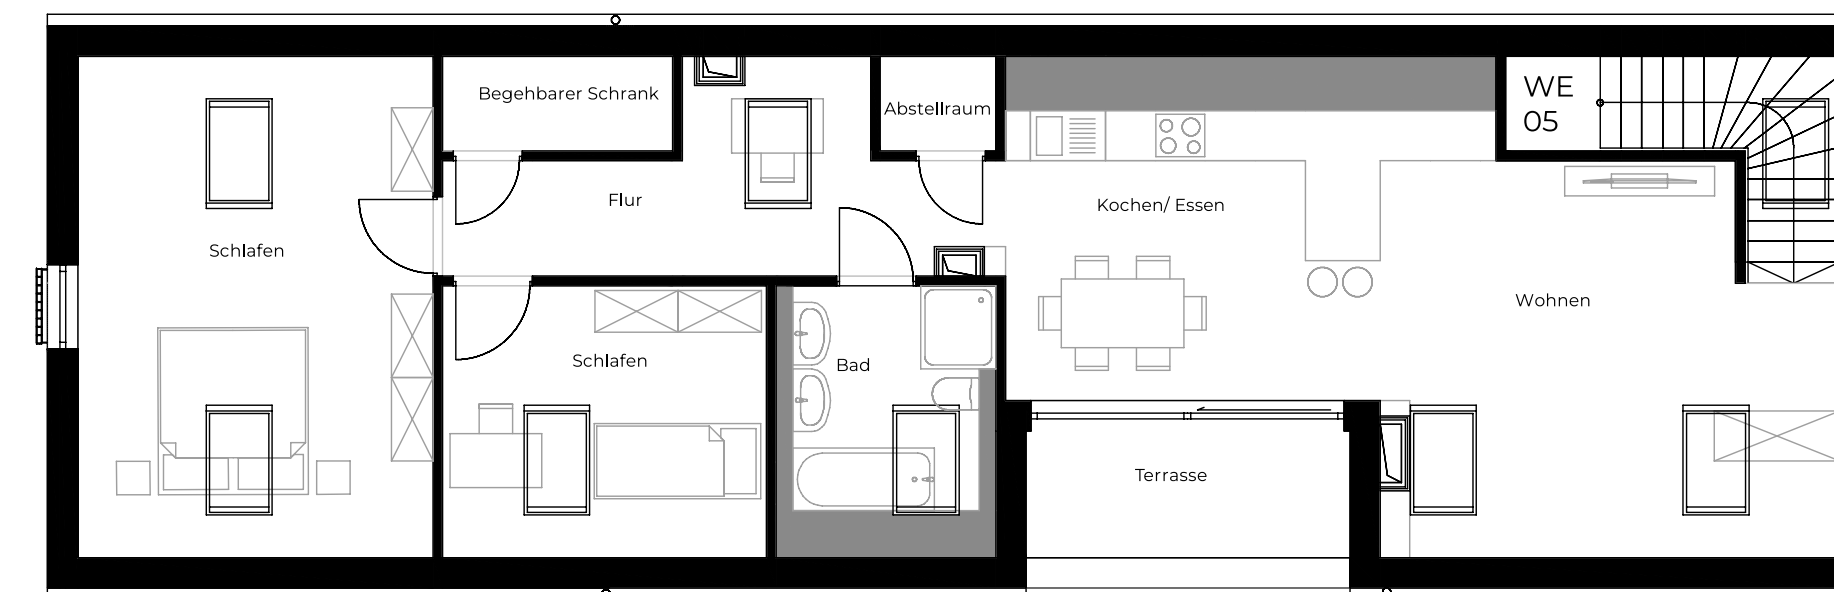 Begehbarer Schrank
Abstellraum
WE
05
Flur
Kochen/ Essen
Schlafen
Wohnen
Schlafen
Bad
Terrasse